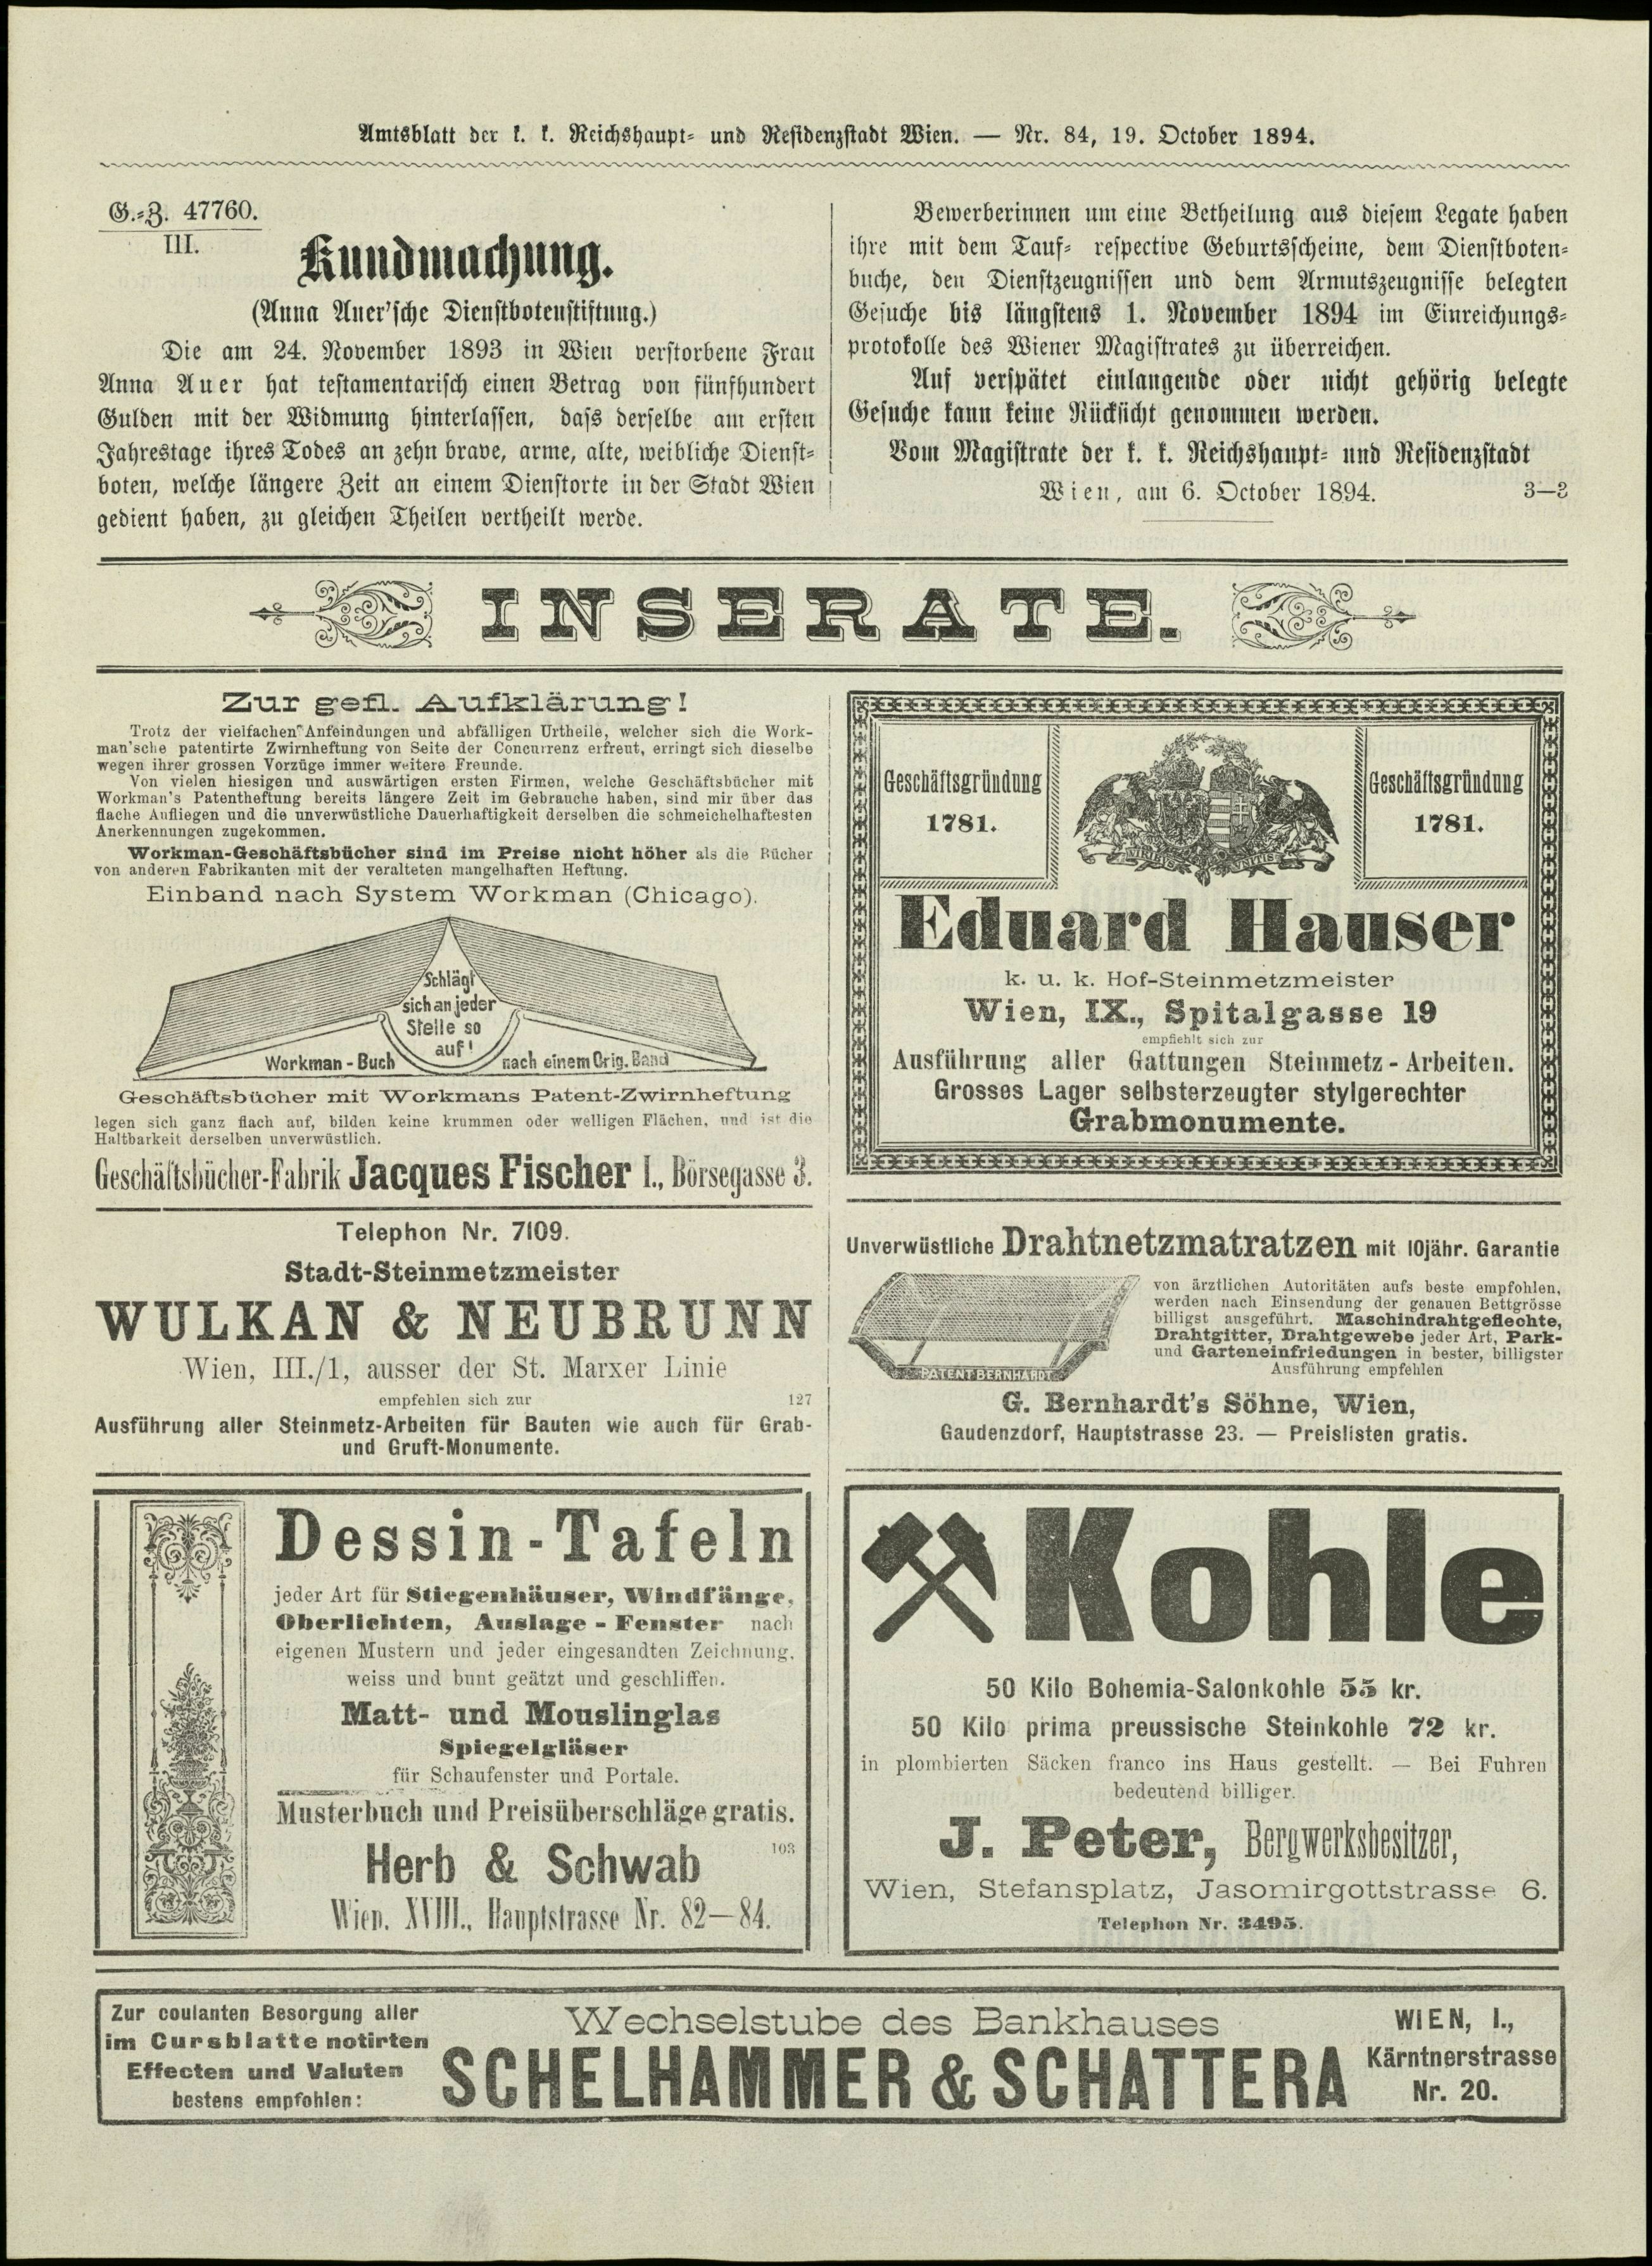 Amtsblatt der k. k. Reichshaupt- und Residenzstadt Wien. — Nr. 84, 19. October 1894.
G.-Z. 47760.
III.
Kundmachung.
(Anna Auer'sche Dienstbotenstiftung.)
Die am 24. November 1893 in Wien verstorbene Frau
Anna Auer hat testamentarisch einen Betrag von fünfhundert
Gulden mit der Widmung hinterlassen, dass derselbe am ersten
Jahrestage ihres Todes an zehn brave, arme, alte, weibliche Dienst-
boten, welche längere Zeit an einem Dienstorte in der Stadt Wien
gedient haben, zu gleichen Theilen vertheilt werde.
Bewerberinnen um eine Betheilung aus diesem Legate haben
ihre mit dem Tauf- respective Geburtsscheine, dem Dienstboten-
buche, den Dienstzeugnissen und dem Armutszeugnisse belegten
Gesuche bis längstens 1. November 1894 im Einreichungs-
protokolle des Wiener Magistrates zu überreichen.
Auf verspätet einlangende oder nicht gehörig belegte
Gesuche kann keine Rücksicht genommen werden.
Vom Magistrate der k. k. Reichshaupt- und Residenzstadt
Wien, am 6. October 1894. 3—3
INSERATE.
Zur gefl. Aufklärung!
Trotz der vielfachen Anfeindungen und abfälligen Urtheile, welcher sich die Work-
man'sche patentirte Zwirnheftung von Seite der Concurrenz erfreut, erringt sich dieselbe
wegen ihrer grossen Vorzüge immer weitere Freunde.
Von vielen hiesigen und auswärtigen ersten Firmen, welche Geschäftsbücher mit
Workman's Patentheftung bereits längere Zeit im Gebrauche haben, sind mir über das
flache Aufliegen und die unverwüstliche Dauerhaftigkeit derselben die schmeichelhaftesten
Anerkennungen zugekommen.
Workman-Geschäftsbücher sind im Preise nicht höher als die Bücher
von anderen Fabrikanten mit der veralteten mangelhaften Heftung.
Einband nach System Workman (Chicago).
Schlägt
sich an jeder
Stelle so
auf!
Workman-Buch
nach einem Orig. Band
Geschäftsbücher mit Workmans Patent-Zwirnheftung
legen sich ganz flach auf, bilden keine krummen oder welligen Flächen, und ist die
Haltbarkeit derselben unverwüstlich.
Geschäftsbücher-Fabrik Jacques Fischer I., Börsegasse 3.
Telephon Nr. 7109.
Stadt-Steinmetzmeister
WULKAN & NEUBRUNN
Wien, III./1, ausser der St. Marxer Linie
empfehlen sich zur 127
Ausführung aller Steinmetz-Arbeiten für Bauten wie auch für Grab-
und Gruft-Monumente.
Dessin-Tafeln
jeder Art für Stiegenhäuser, Windfänge,
Oberlichten, Auslage-Fenster nach
eigenen Mustern und jeder eingesandten Zeichnung,
weiss und bunt geätzt und geschliffen.
Matt- und Mouslinglas
Spiegelgläser
für Schaufenster und Portale.
Musterbuch und Preisüberschläge gratis.
Herb & Schwab 103
Wien, XVIII., Hauptstrasse Nr. 82—84.
Geschäftsgründung
1781.
VIRIBUS UNITIS
Geschäftsgründung
1781.
Eduard Hauser
k. u. k. Hof-Steinmetzmeister
Wien, IX., Spitalgasse 19
empfiehlt sich zur
Ausführung aller Gattungen Steinmetz-Arbeiten.
Grosses Lager selbsterzeugter stylgerechter
Grabmonumente.
Unverwüstliche Drahtnetzmatratzen mit 10jähr. Garantie
von ärztlichen Autoritäten aufs beste empfohlen,
werden nach Einsendung der genauen Bettgrösse
billigst ausgeführt. Maschindrahtgeflechte,
Drahtgitter, Drahtgewebe jeder Art, Park-
und Garteneinfriedungen in bester, billigster
Ausführung empfehlen
PATENT BERNHARDT
G. Bernhardt's Söhne, Wien,
Gaudenzdorf, Hauptstrasse 23. — Preislisten gratis.
Kohle
50 Kilo Bohemia-Salonkohle 55 kr.
50 Kilo prima preussische Steinkohle 72 kr.
in plombierten Säcken franco ins Haus gestellt. — Bei Fuhren
bedeutend billiger.
J. Peter, Bergwerksbesitzer,
Wien, Stefansplatz, Jasomirgottstrasse 6.
Telephon Nr. 3495.
Zur coulanten Besorgung aller
im Cursblatte notirten
Effecten und Valuten
bestens empfohlen:
Wechselstube des Bankhauses
SCHELHAMMER & SCHATTERA
WIEN, I.,
Kärntnerstrasse
Nr. 20.